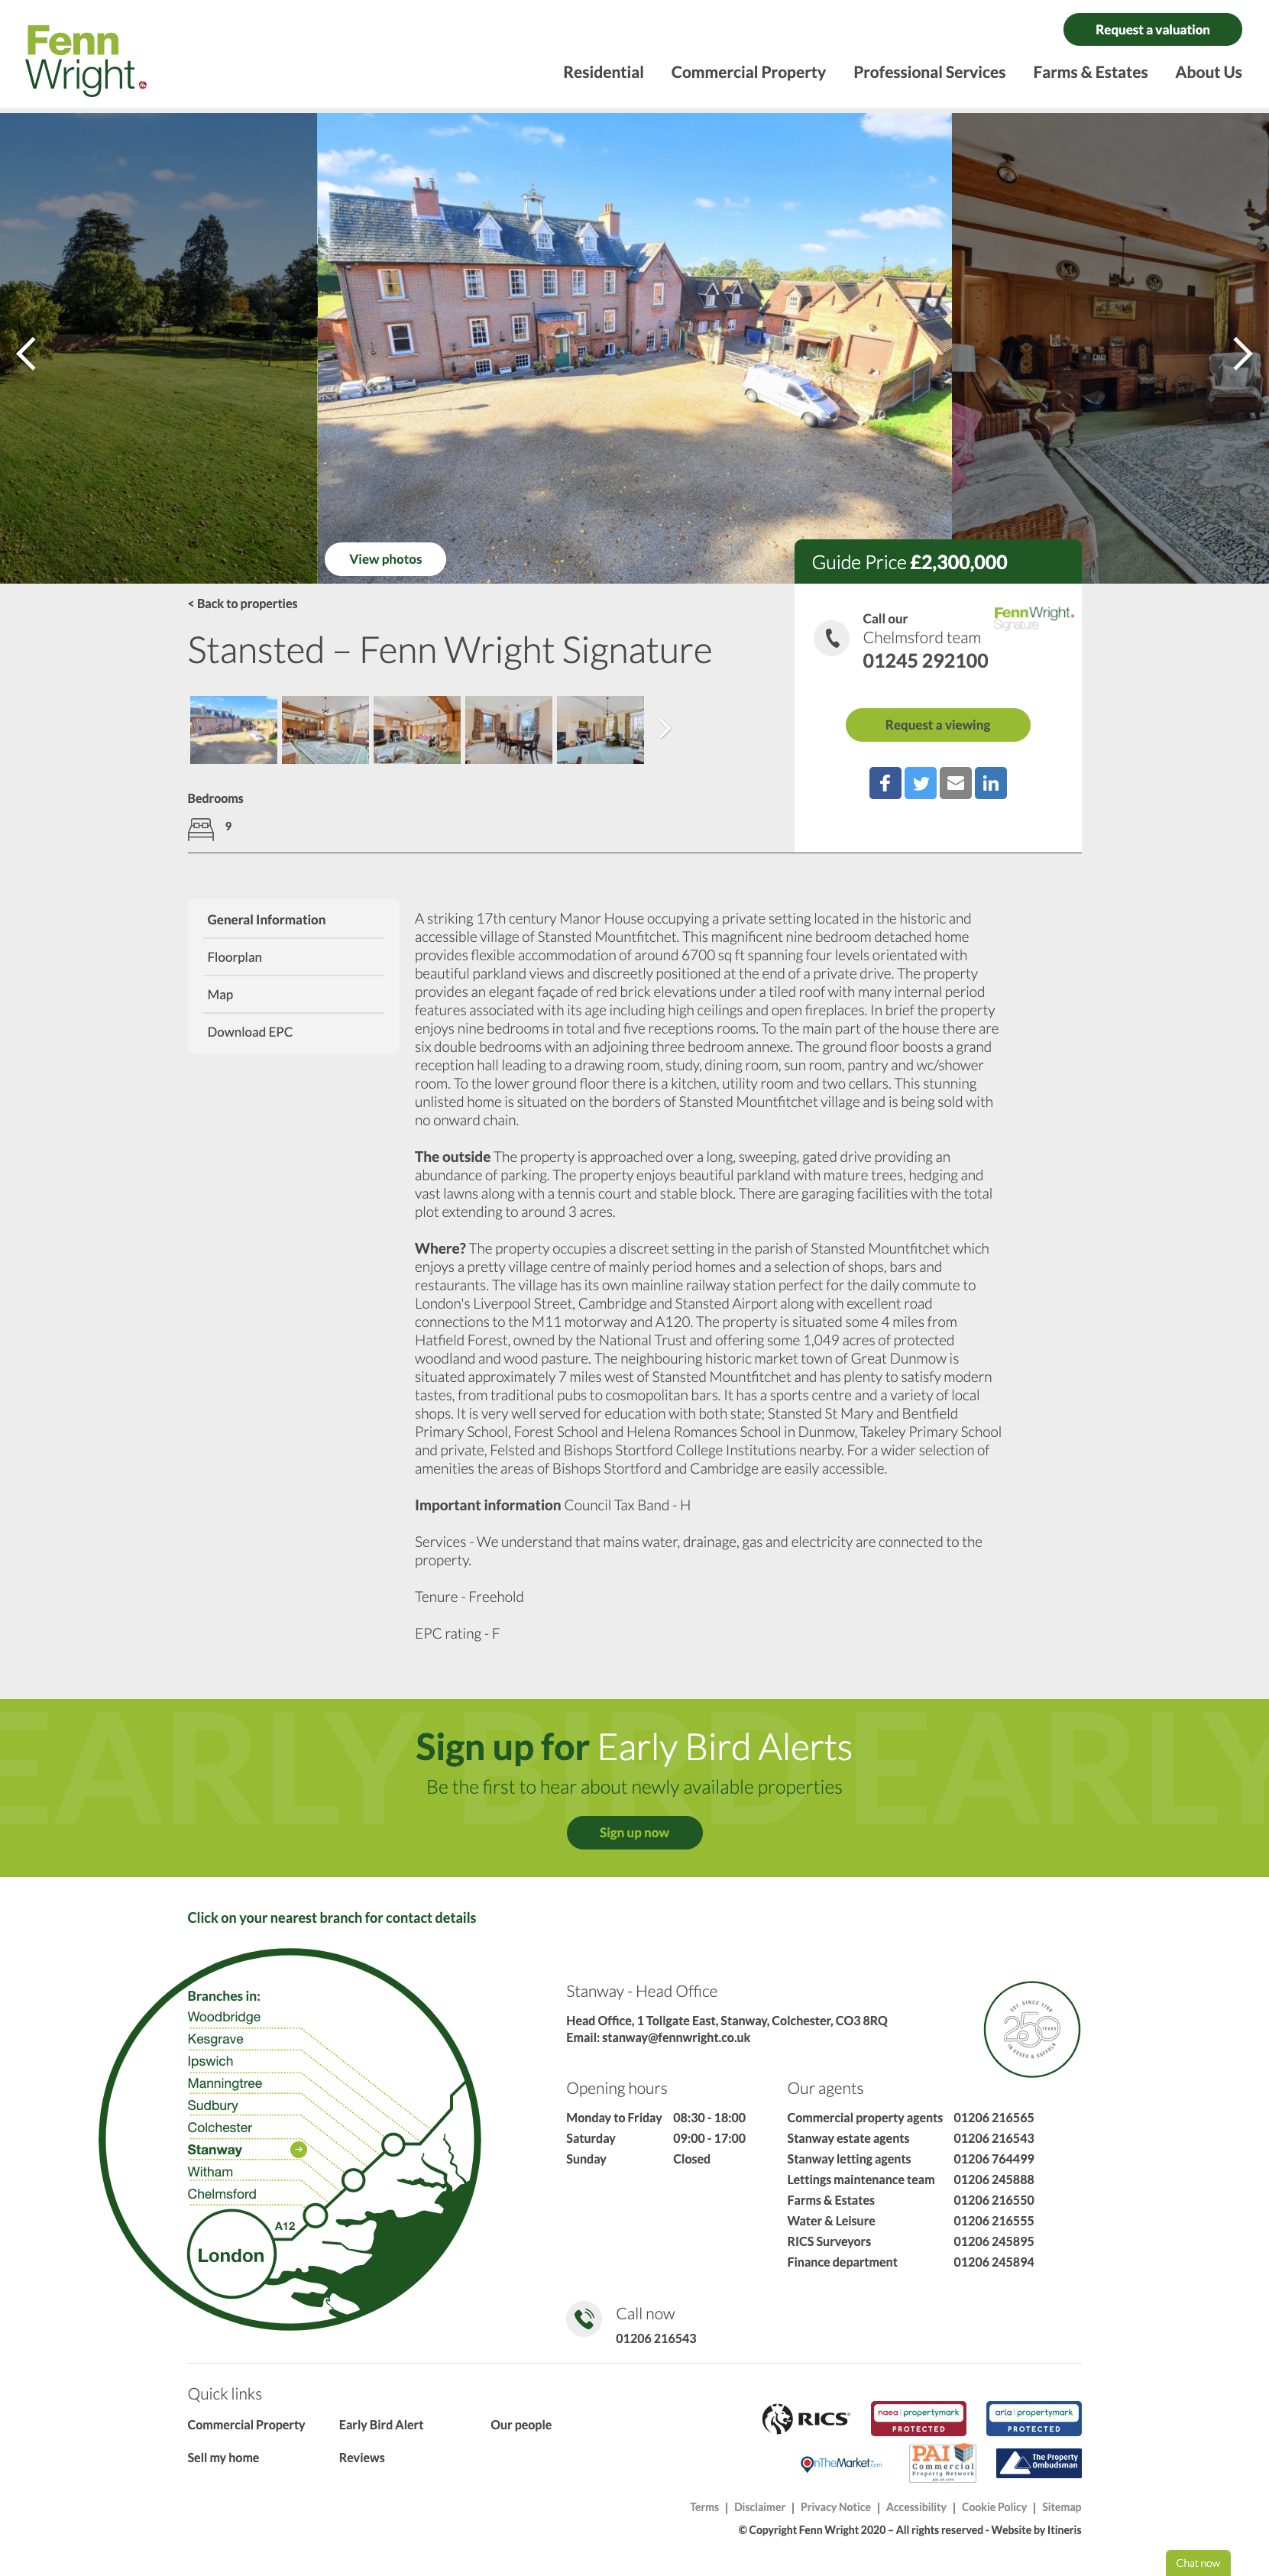 Fenn
Wright.
Request a valuation
Residential
Commercial Property
Professional Services
Farms & Estates
About Us
View photos
Guide Price £2,300,000
< Back to properties
Stansted – Fenn Wright Signature
Call our
Chelmsford team
01245 292100
FennWright.
Signature
Request a viewing
Bedrooms
9
General Information
Floorplan
Map
Download EPC
A striking 17th century Manor House occupying a private setting located in the historic and
accessible village of Stansted Mountfitchet. This magnificent nine bedroom detached home
provides flexible accommodation of around 6700 sq ft spanning four levels orientated with
beautiful parkland views and discreetly positioned at the end of a private drive. The property
provides an elegant façade of red brick elevations under a tiled roof with many internal period
features associated with its age including high ceilings and open fireplaces. In brief the property
enjoys nine bedrooms in total and five receptions rooms. To the main part of the house there are
six double bedrooms with an adjoining three bedroom annexe. The ground floor boosts a grand
reception hall leading to a drawing room, study, dining room, sun room, pantry and wc/shower
room. To the lower ground floor there is a kitchen, utility room and two cellars. This stunning
unlisted home is situated on the borders of Stansted Mountfitchet village and is being sold with
no onward chain.
The outside The property is approached over a long, sweeping, gated drive providing an
abundance of parking. The property enjoys beautiful parkland with mature trees, hedging and
vast lawns along with a tennis court and stable block. There are garaging facilities with the total
plot extending to around 3 acres.
Where? The property occupies a discreet setting in the parish of Stansted Mountfitchet which
enjoys a pretty village centre of mainly period homes and a selection of shops, bars and
restaurants. The village has its own mainline railway station perfect for the daily commute to
London's Liverpool Street, Cambridge and Stansted Airport along with excellent road
connections to the M11 motorway and A120. The property is situated some 4 miles from
Hatfield Forest, owned by the National Trust and offering some 1,049 acres of protected
woodland and wood pasture. The neighbouring historic market town of Great Dunmow is
situated approximately 7 miles west of Stansted Mountfitchet and has plenty to satisfy modern
tastes, from traditional pubs to cosmopolitan bars. It has a sports centre and a variety of local
shops. It is very well served for education with both state; Stansted St Mary and Bentfield
Primary School, Forest School and Helena Romances School in Dunmow, Takeley Primary School
and private, Felsted and Bishops Stortford College Institutions nearby. For a wider selection of
amenities the areas of Bishops Stortford and Cambridge are easily accessible.
Important information Council Tax Band - H
Services - We understand that mains water, drainage, gas and electricity are connected to the
property.
Tenure - Freehold
EPC rating - F
EARLY BIRD EARLY
Sign up for Early Bird Alerts
Be the first to hear about newly available properties
Sign up now
Click on your nearest branch for contact details
Branches in:
Woodbridge
Kesgrave
Ipswich
Manningtree
Sudbury
Colchester
Stanway
Witham
Chelmsford
A12
London
Stanway - Head Office
Head Office, 1 Tollgate East, Stanway, Colchester, CO3 8RQ
Email: stanway@fennwright.co.uk
EST. SINCE 1768
250 YEARS
IN ESSEX & SUFFOLK
Opening hours
Monday to Friday 08:30 - 18:00
Saturday 09:00 - 17:00
Sunday Closed
Our agents
Commercial property agents 01206 216565
Stanway estate agents 01206 216543
Stanway letting agents 01206 764499
Lettings maintenance team 01206 245888
Farms & Estates 01206 216550
Water & Leisure 01206 216555
RICS Surveyors 01206 245895
Finance department 01206 245894
Call now
01206 216543
Quick links
Commercial Property
Early Bird Alert
Our people
Sell my home
Reviews
RICS
naea | propertymark
PROTECTED
arla | propertymark
PROTECTED
OnTheMarket.com
PAI
Commercial
Property Network
pai.uk.com
The Property
Ombudsman
Terms | Disclaimer | Privacy Notice | Accessibility | Cookie Policy | Sitemap
© Copyright Fenn Wright 2020 – All rights reserved - Website by Itineris
Chat now